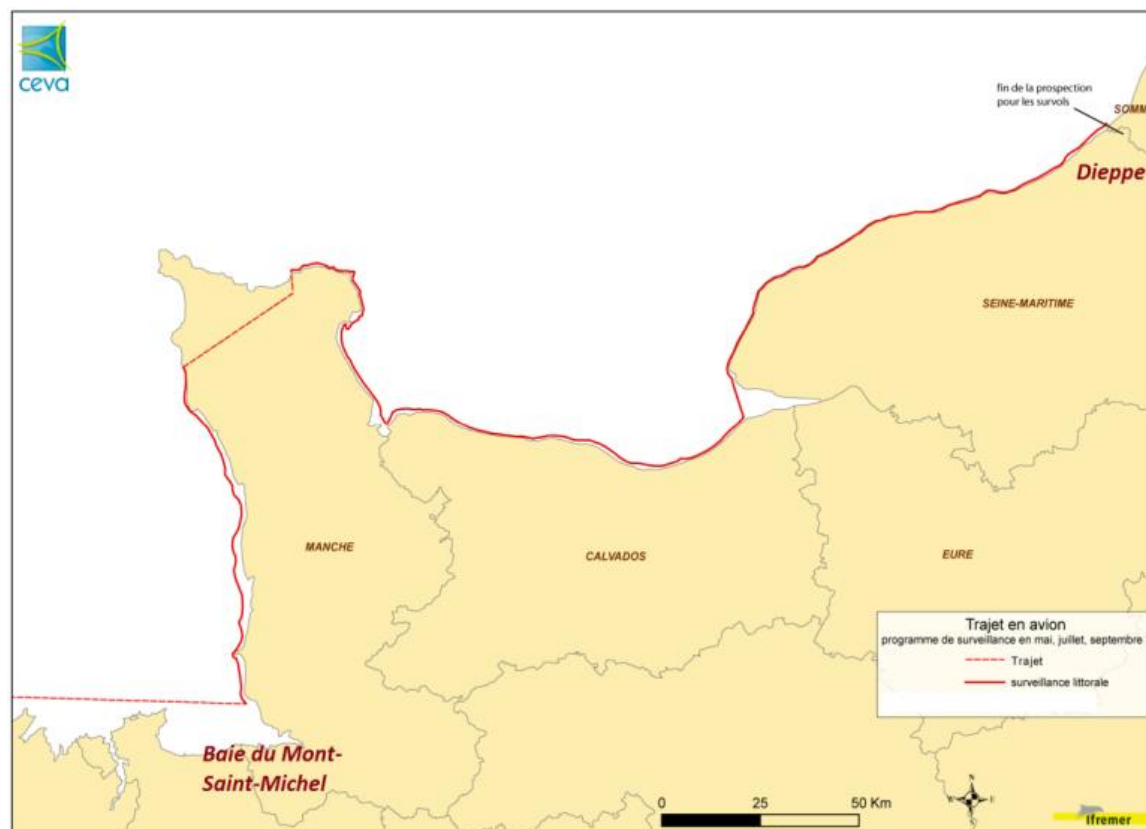 ceva
fin de la prospection
pour les survols
SOMM
Dieppe
SEINE-MARITIME
MANCHE
CALVADOS
EURE
Trajet en avion
programme de surveillance en mai, juillet, septembre
Trajet
surveillance littorale
Baie du Mont-
Saint-Michel
0 25 50 Km
N
W E
S
Ifremer